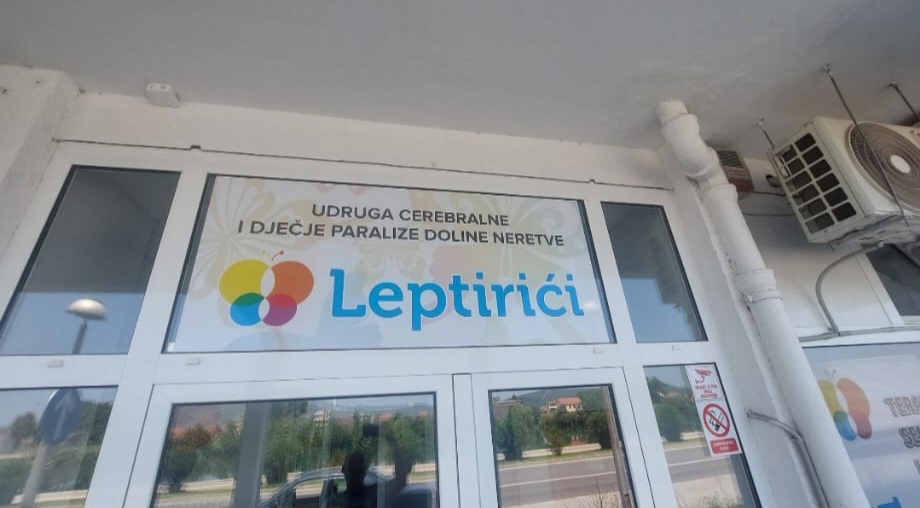 UDRUGA CEREBRALNE
I DJEČJE PARALIZE DOLINE NERETVE
Leptirići